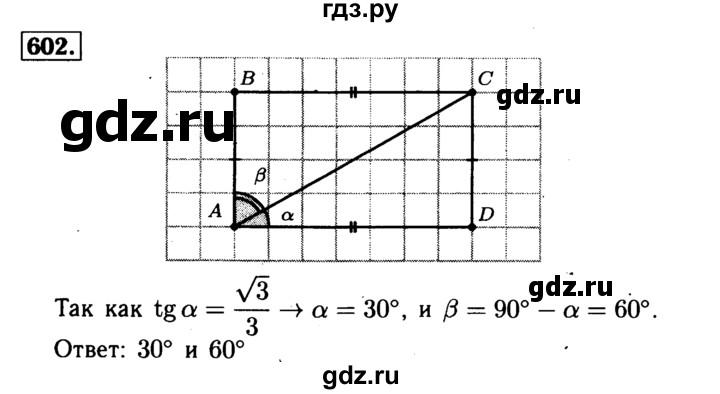 гдз.ру
602.
B
C
gdz.ru
gdz.ru
β
A
α
D
gdz.ru
Так как tg α = √3/3 → α = 30°, и β = 90° − α = 60°.
Ответ: 30° и 60°
gdz.ru